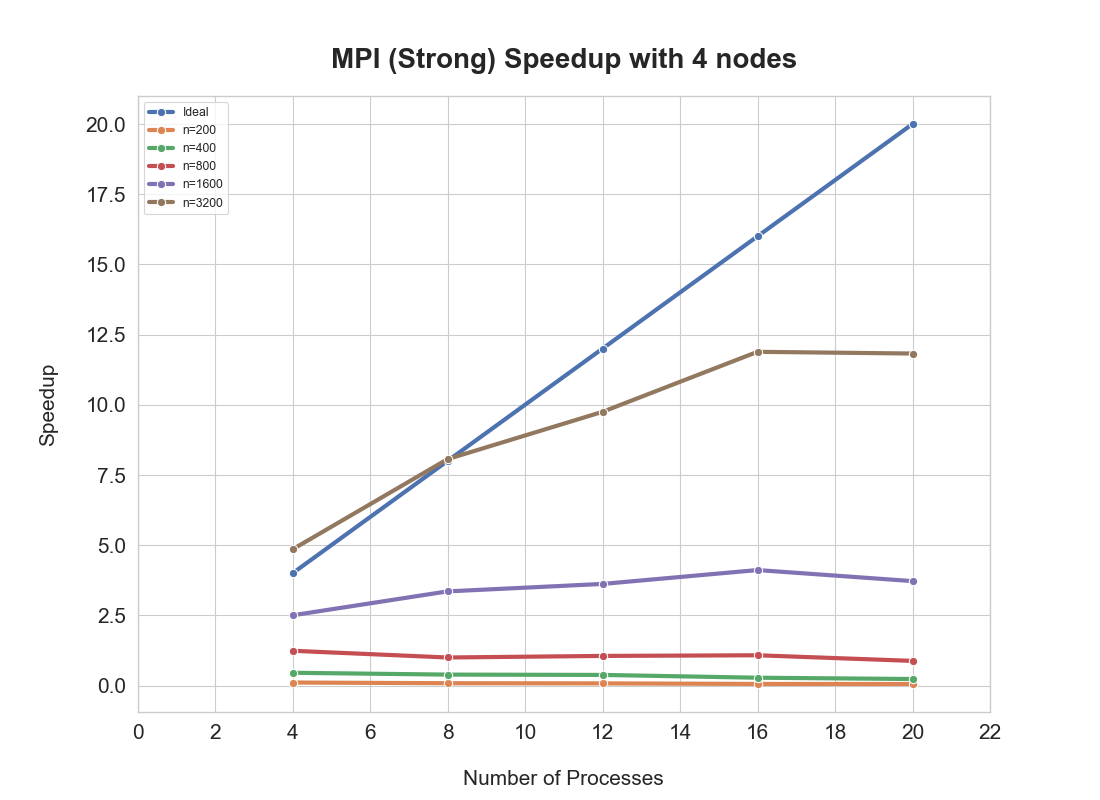 MPI (Strong) Speedup with 4 nodes
Ideal
n=200
n=400
n=800
n=1600
n=3200
20.0
17.5
15.0
12.5
10.0
7.5
5.0
2.5
0.0
Speedup
0 2 4 6 8 10 12 14 16 18 20 22
Number of Processes